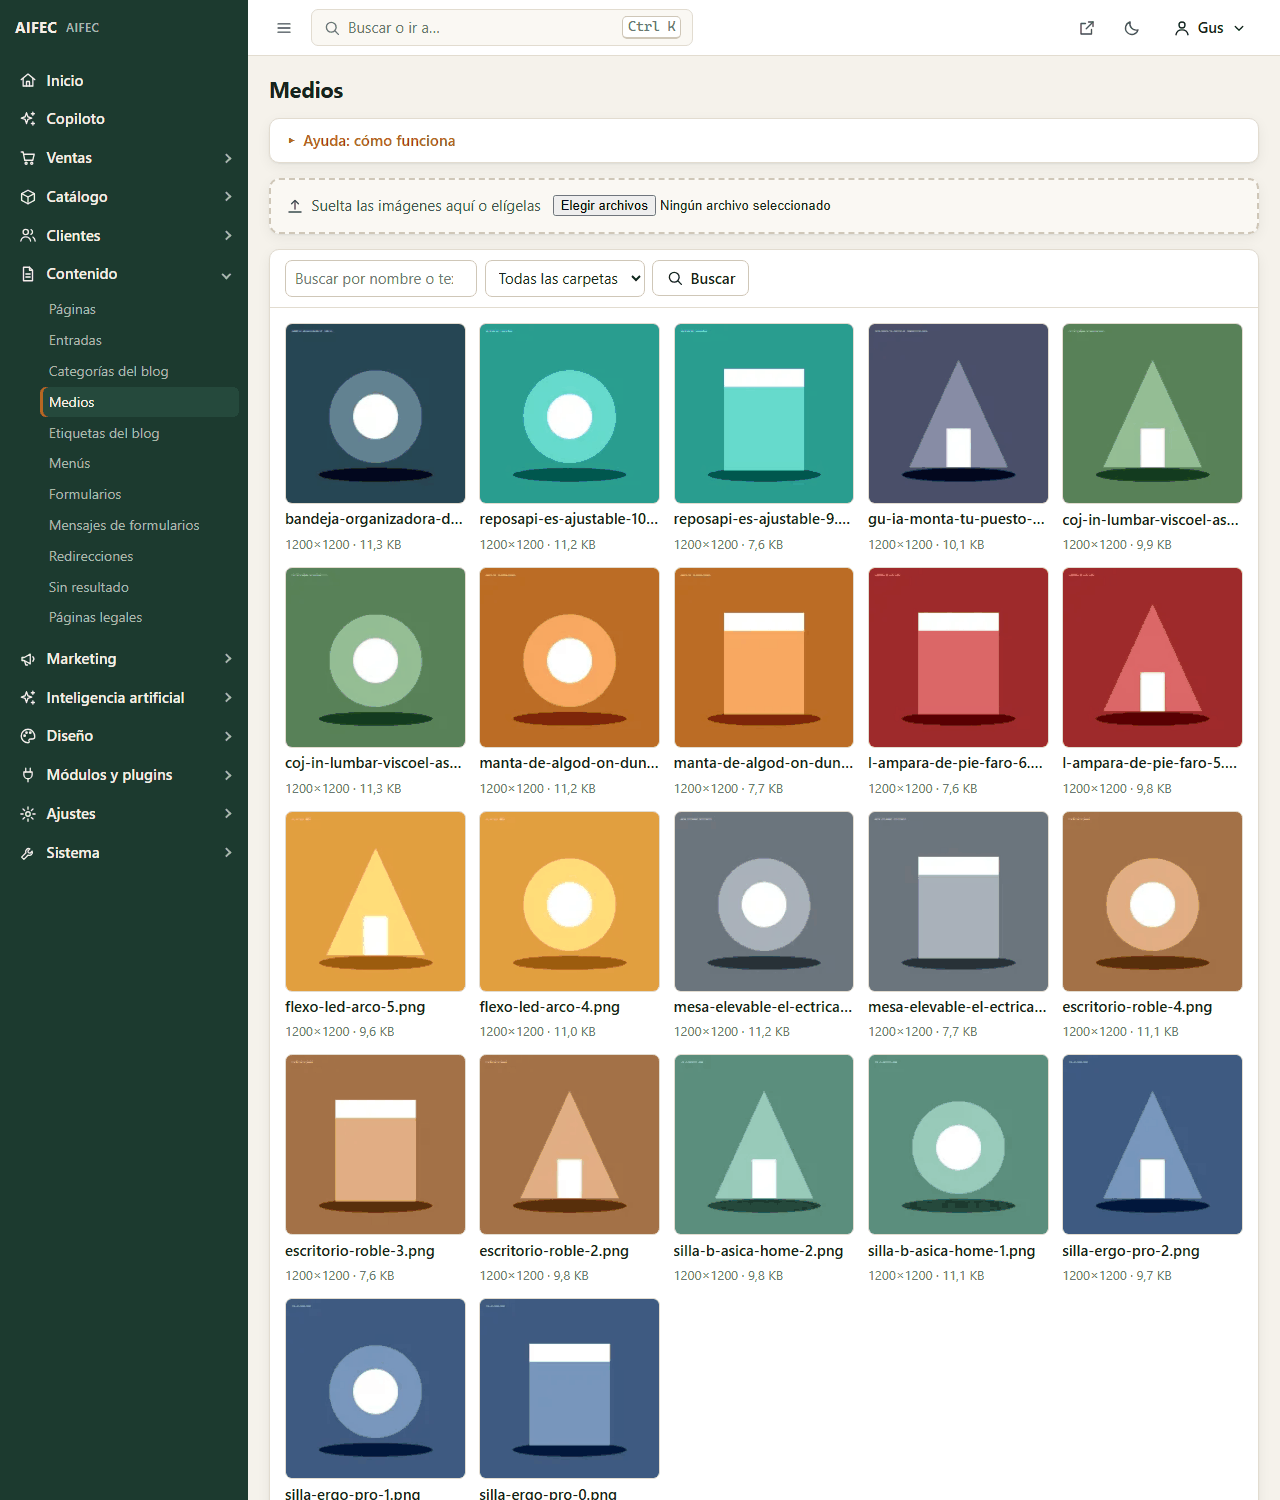 AIFEC AIFEC
Buscar o ir a...
Ctrl K
Gus
Inicio
Copiloto
Ventas
Catálogo
Clientes
Contenido
Páginas
Entradas
Categorías del blog
Medios
Etiquetas del blog
Menús
Formularios
Mensajes de formularios
Redirecciones
Sin resultado
Páginas legales
Marketing
Inteligencia artificial
Diseño
Módulos y plugins
Ajustes
Sistema
Medios
Ayuda: cómo funciona
Suelta las imágenes aquí o elígelas Elegir archivos Ningún archivo seleccionado
Buscar por nombre o te: Todas las carpetas Buscar
bandeja-organizadora-d... reposapi-es-ajustable-10... reposapi-es-ajustable-9.... gu-ia-monta-tu-puesto-... coj-in-lumbar-viscoel-as...
1200×1200 · 11,3 KB 1200×1200 · 11,2 KB 1200×1200 · 7,6 KB 1200×1200 · 10,1 KB 1200×1200 · 9,9 KB
coj-in-lumbar-viscoel-as... manta-de-algod-on-dun... manta-de-algod-on-dun... l-ampara-de-pie-faro-6.... l-ampara-de-pie-faro-5....
1200×1200 · 11,3 KB 1200×1200 · 11,2 KB 1200×1200 · 7,7 KB 1200×1200 · 7,6 KB 1200×1200 · 9,8 KB
flexo-led-arco-5.png flexo-led-arco-4.png mesa-elevable-el-ectrica... mesa-elevable-el-ectrica... escritorio-roble-4.png
1200×1200 · 9,6 KB 1200×1200 · 11,0 KB 1200×1200 · 11,2 KB 1200×1200 · 7,7 KB 1200×1200 · 11,1 KB
escritorio-roble-3.png escritorio-roble-2.png silla-b-asica-home-2.png silla-b-asica-home-1.png silla-ergo-pro-2.png
1200×1200 · 7,6 KB 1200×1200 · 9,8 KB 1200×1200 · 9,8 KB 1200×1200 · 11,1 KB 1200×1200 · 9,7 KB
silla-ergo-pro-1.png silla-ergo-pro-0.png